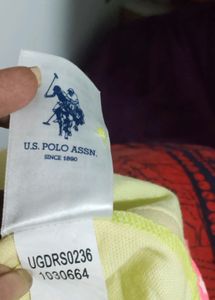 U.S. POLO ASSN.
SINCE 1890
UGDRS0236
1030664